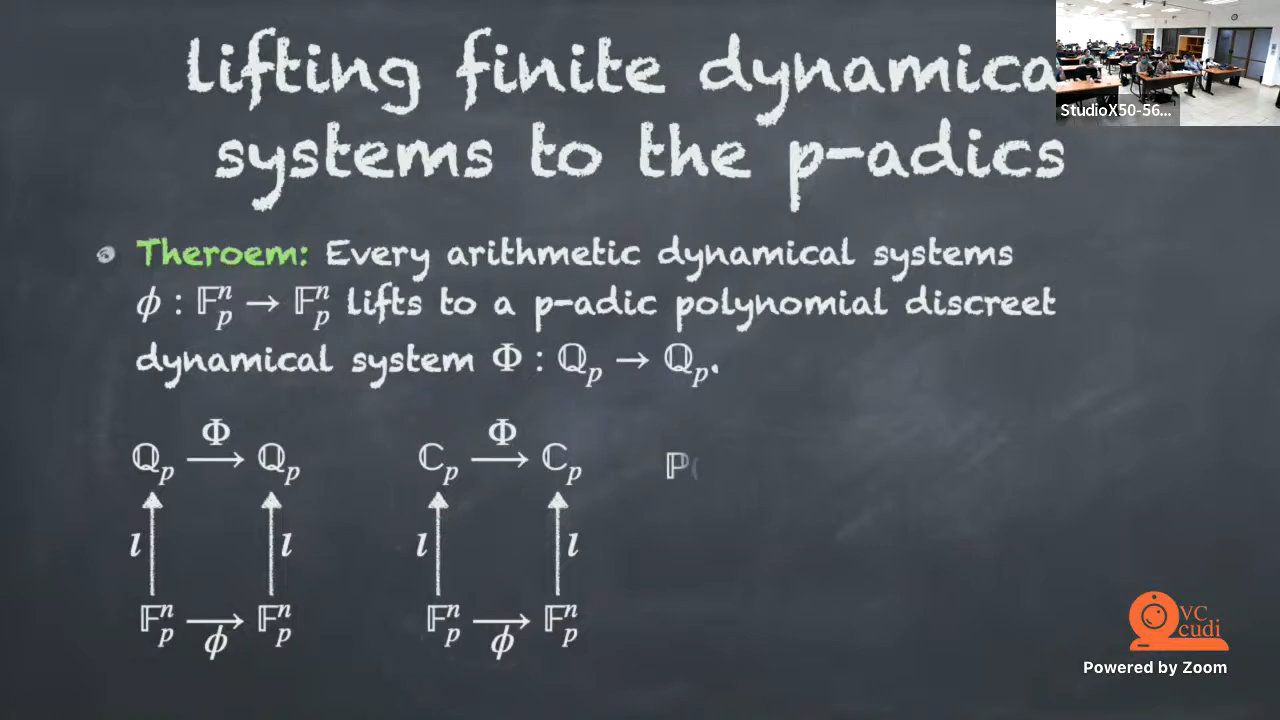 lifting finite dynamica
systems to the p-adics
StudioX50-56...
Theroem: Every arithmetic dynamical systems
ϕ : 𝔽ₚⁿ → 𝔽ₚⁿ lifts to a p-adic polynomial discreet
dynamical system Φ : ℚₚ → ℚₚ.
Φ Φ
ℚₚ → ℚₚ ℂₚ → ℂₚ ℙ(
l l l l
𝔽ₚⁿ → 𝔽ₚⁿ 𝔽ₚⁿ → 𝔽ₚⁿ
ϕ ϕ
VC
cudi
Powered by Zoom